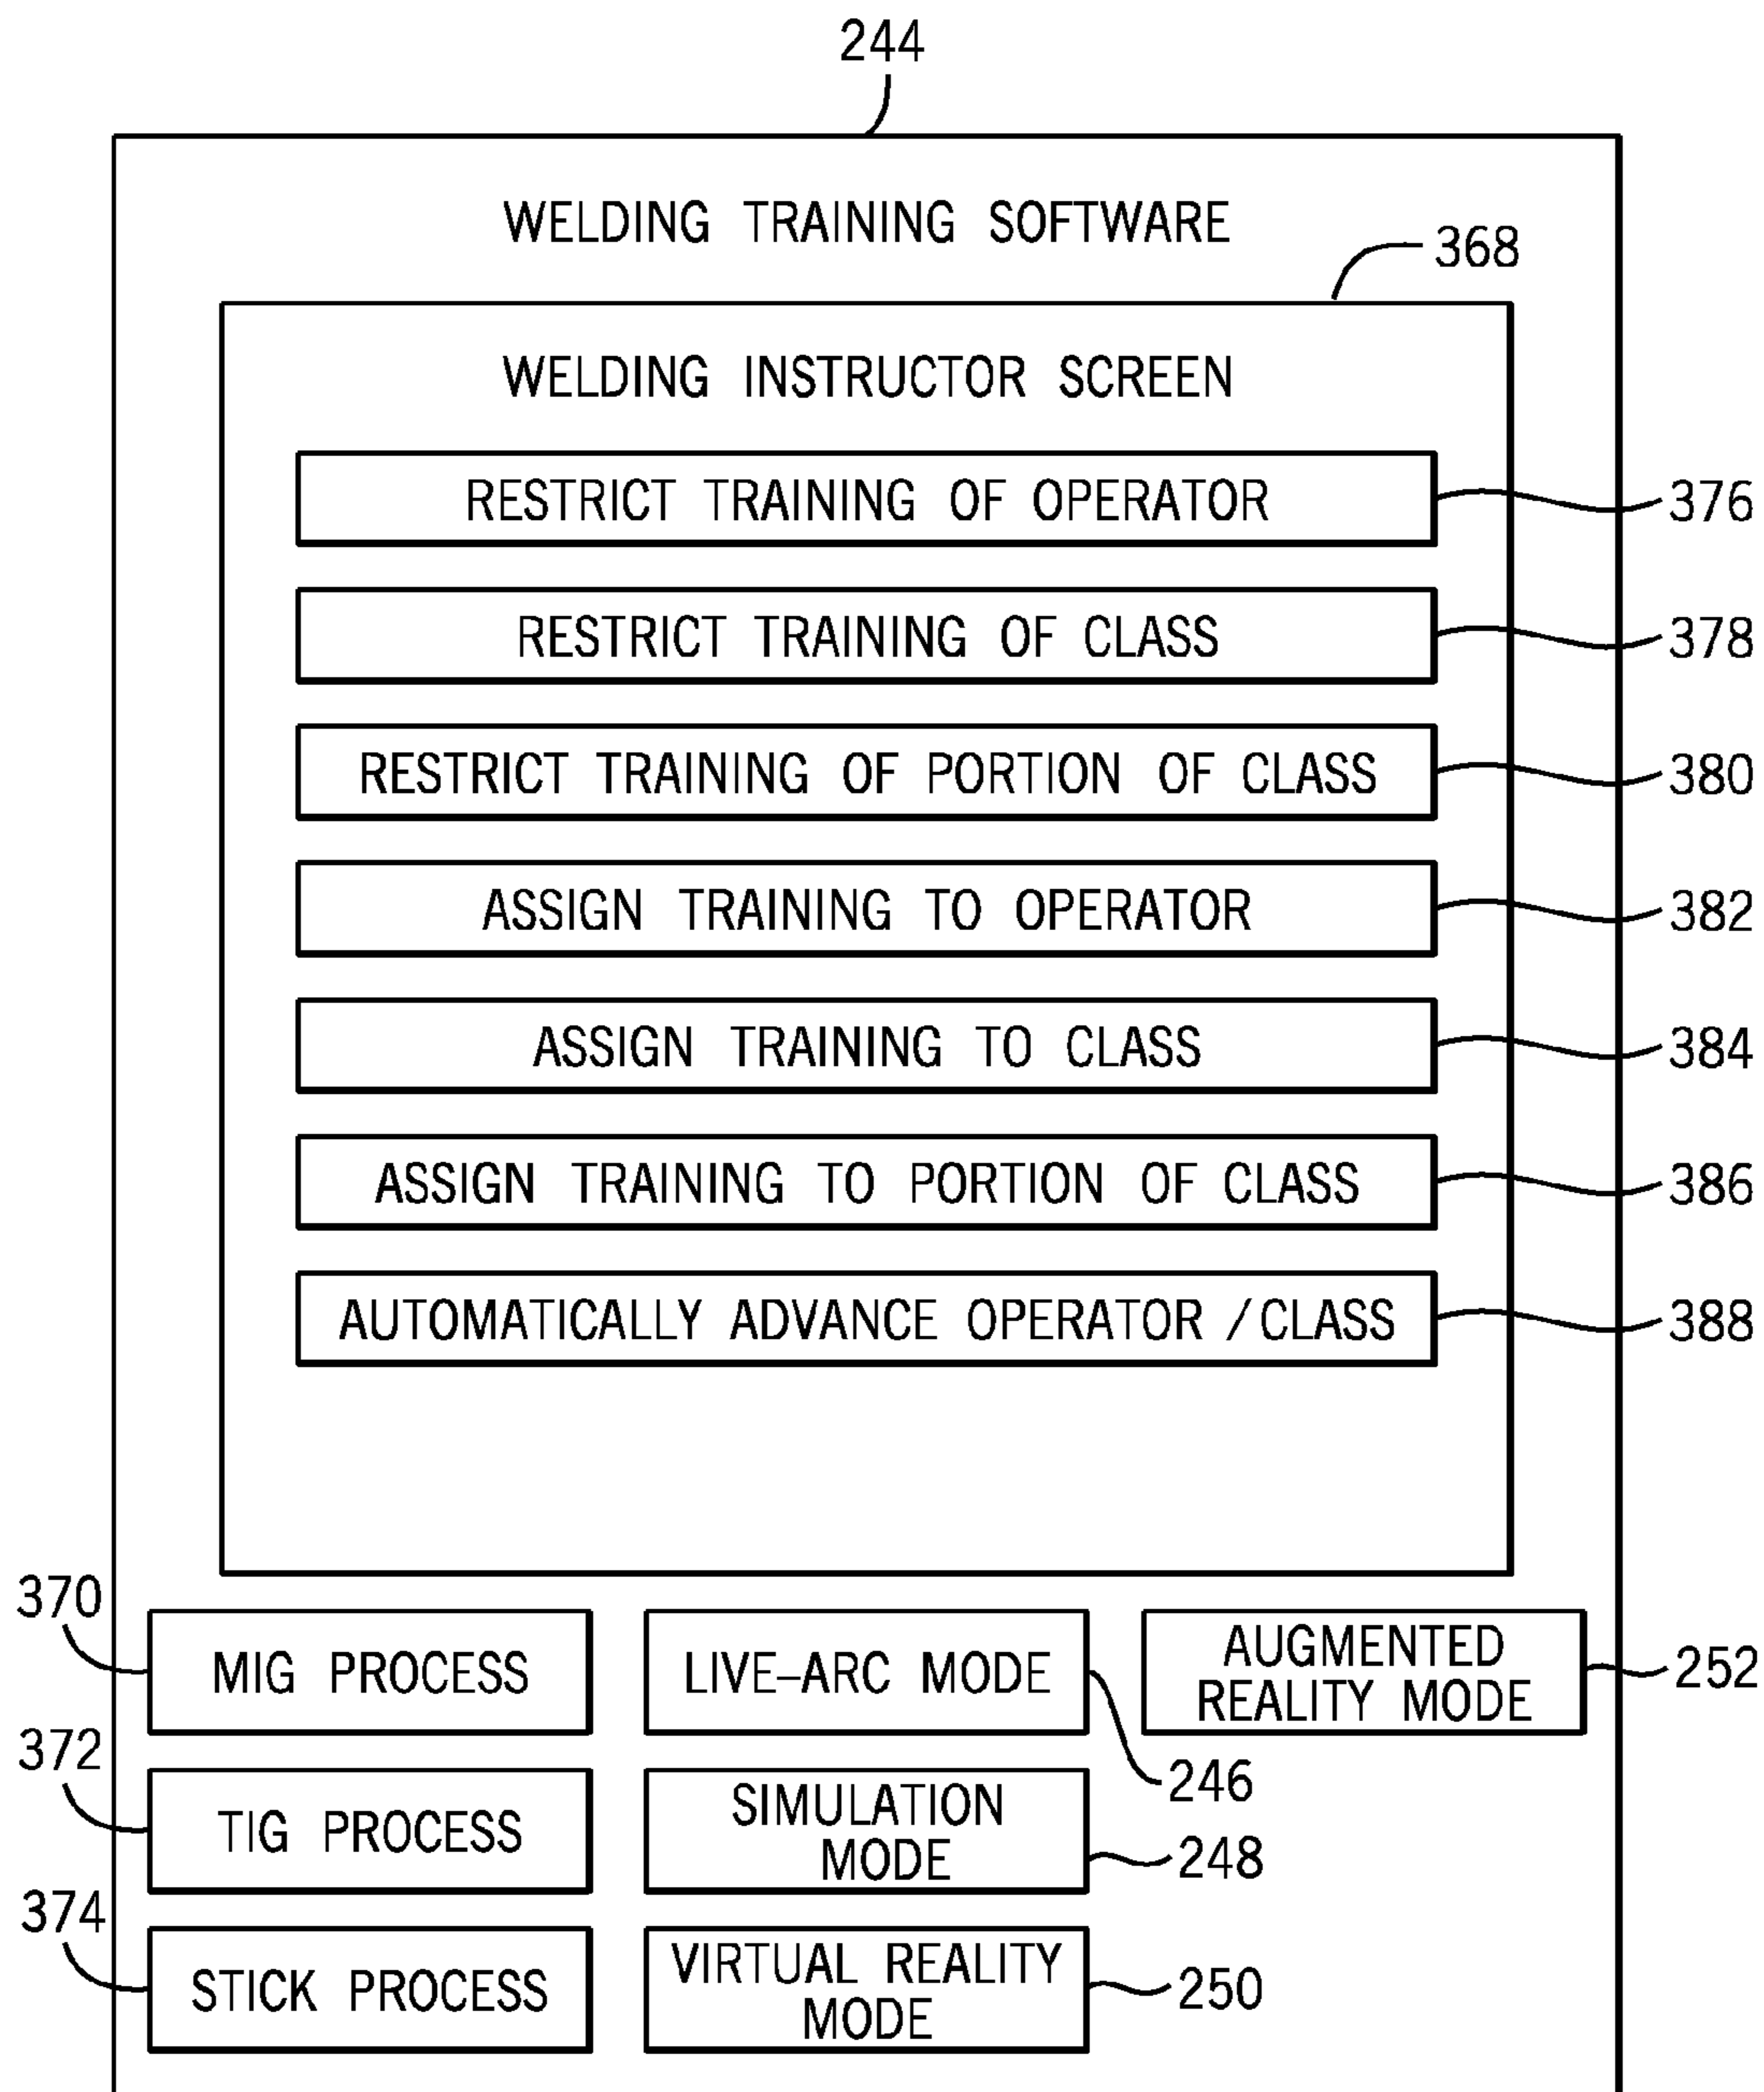 244
WELDING TRAINING SOFTWARE
368
WELDING INSTRUCTOR SCREEN
RESTRICT TRAINING OF OPERATOR
376
RESTRICT TRAINING OF CLASS
378
RESTRICT TRAINING OF PORTION OF CLASS
380
ASSIGN TRAINING TO OPERATOR
382
ASSIGN TRAINING TO CLASS
384
ASSIGN TRAINING TO PORTION OF CLASS
386
AUTOMATICALLY ADVANCE OPERATOR / CLASS
388
370
MIG PROCESS
LIVE–ARC MODE
AUGMENTED
REALITY MODE
252
372
246
TIG PROCESS
SIMULATION
MODE
248
374
STICK PROCESS
VIRTUAL REALITY
MODE
250